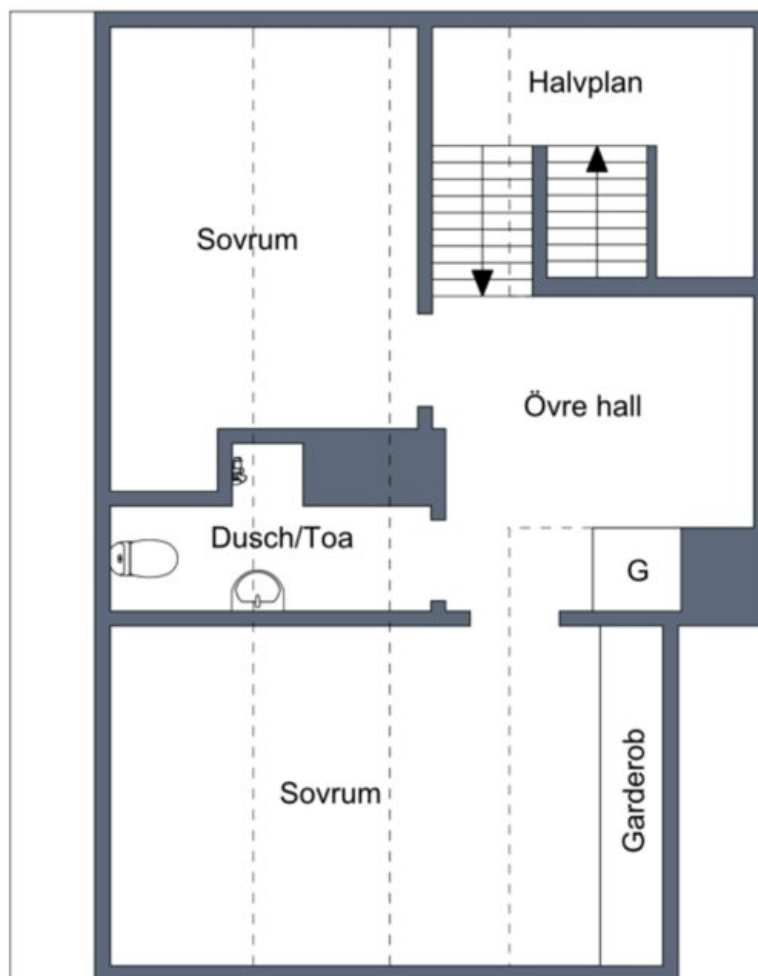 Halvplan
Sovrum
Övre hall
Dusch/Toa
G
Sovrum
Garderob